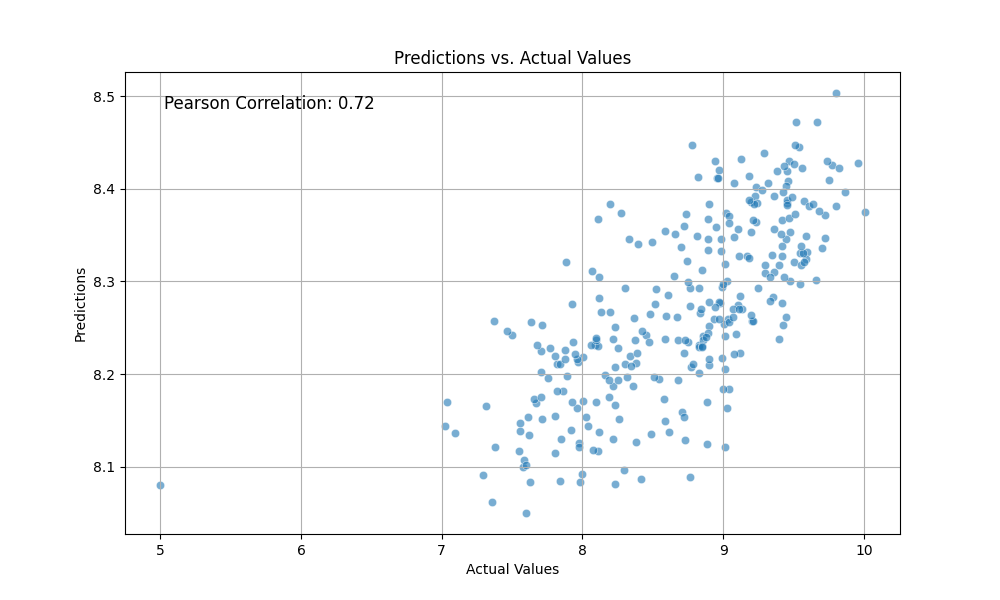 Predictions vs. Actual Values
Pearson Correlation: 0.72
Predictions
8.5
8.4
8.3
8.2
8.1
5 6 7 8 9 10
Actual Values